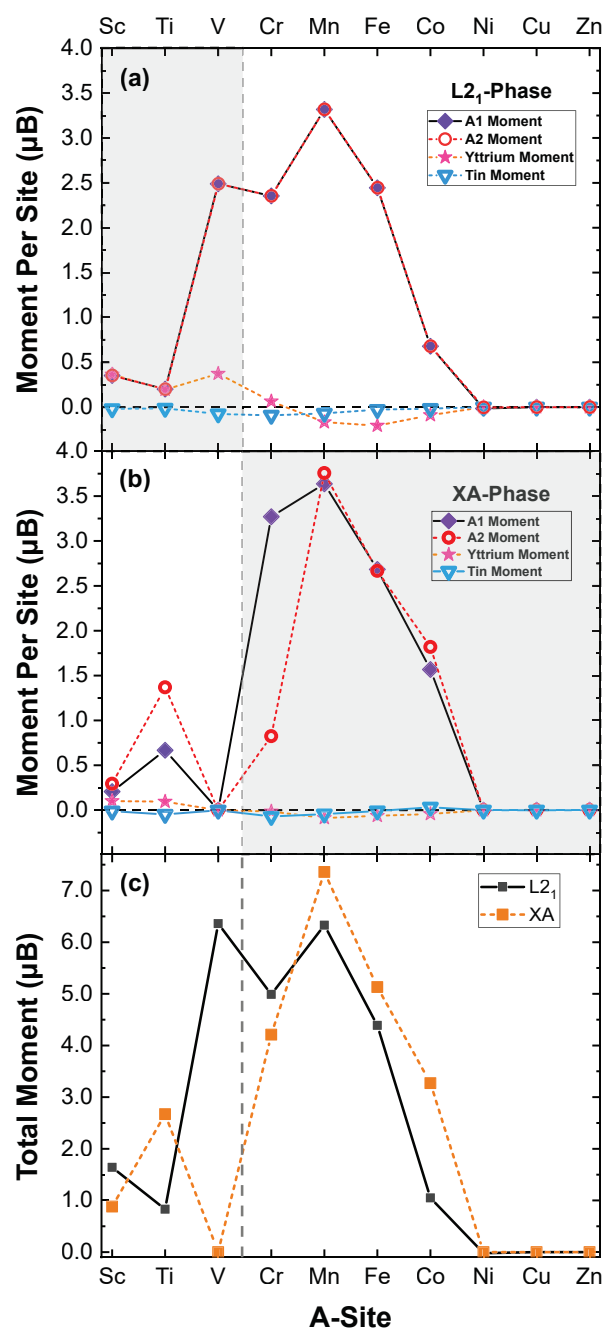 Sc Ti V Cr Mn Fe Co Ni Cu Zn
4.0
(a)
L2₁-Phase
3.5
A1 Moment
A2 Moment
3.0
Yttrium Moment
Tin Moment
2.5
2.0
1.5
1.0
0.5
0.0
Moment Per Site (μB)
4.0
(b)
XA-Phase
3.5
A1 Moment
A2 Moment
3.0
Yttrium Moment
Tin Moment
2.5
2.0
1.5
1.0
0.5
0.0
Moment Per Site (μB)
(c)
L2₁
XA
7.0
6.0
5.0
4.0
3.0
2.0
1.0
0.0
Total Moment (μB)
Sc Ti V Cr Mn Fe Co Ni Cu Zn
A-Site